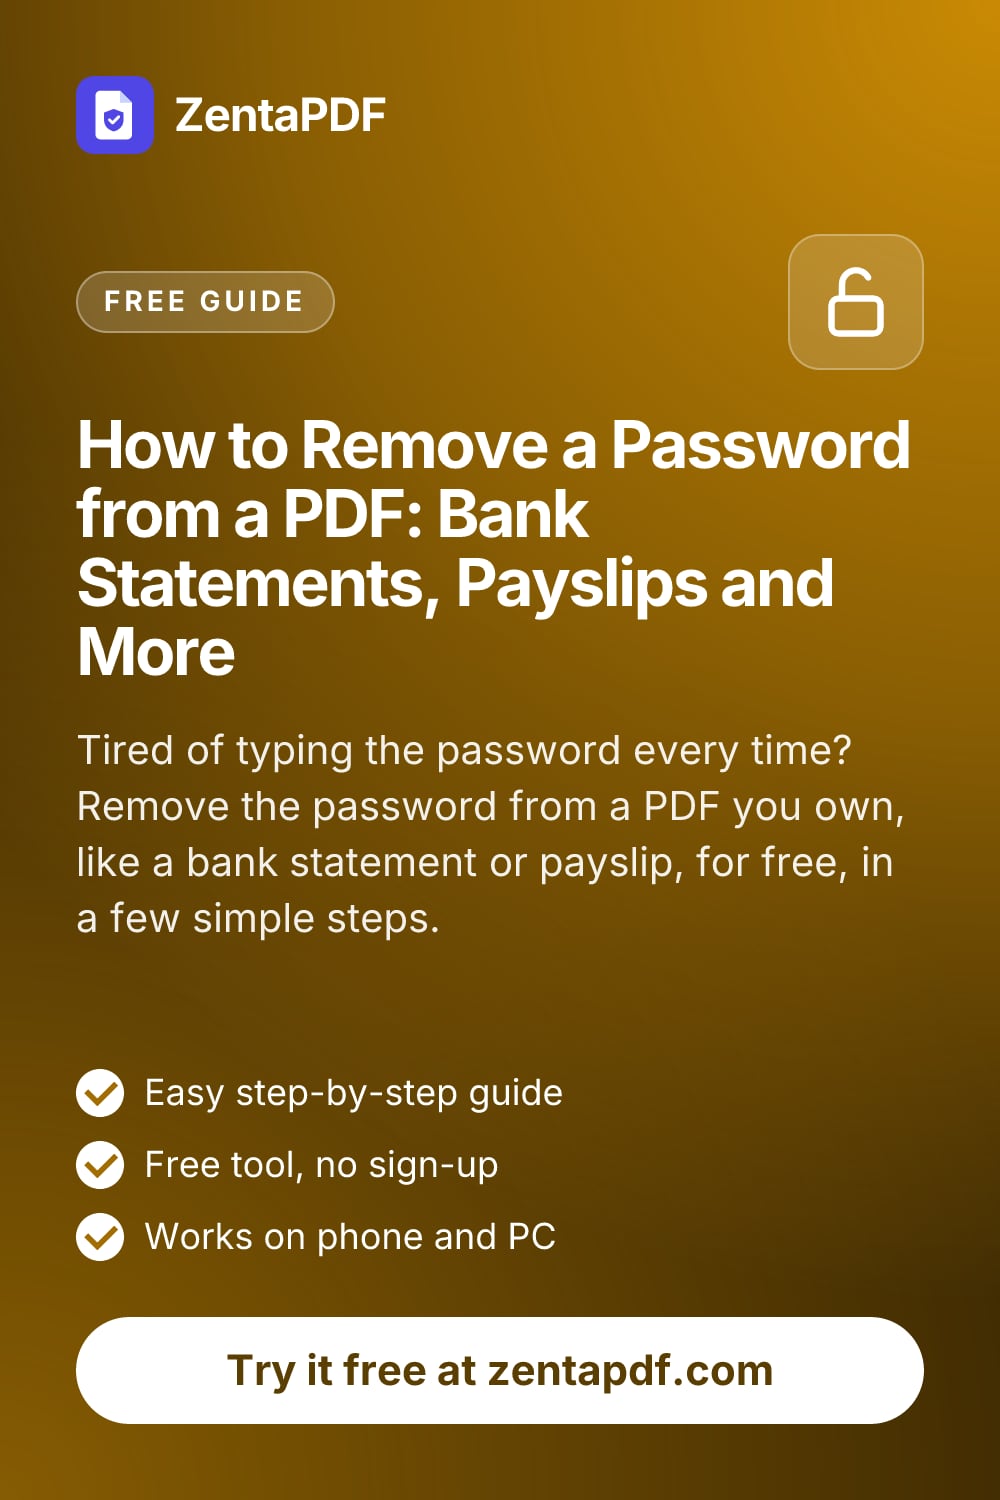 ZentaPDF
FREE GUIDE
How to Remove a Password
from a PDF: Bank
Statements, Payslips and
More
Tired of typing the password every time?
Remove the password from a PDF you own,
like a bank statement or payslip, for free, in
a few simple steps.
Easy step-by-step guide
Free tool, no sign-up
Works on phone and PC
Try it free at zentapdf.com